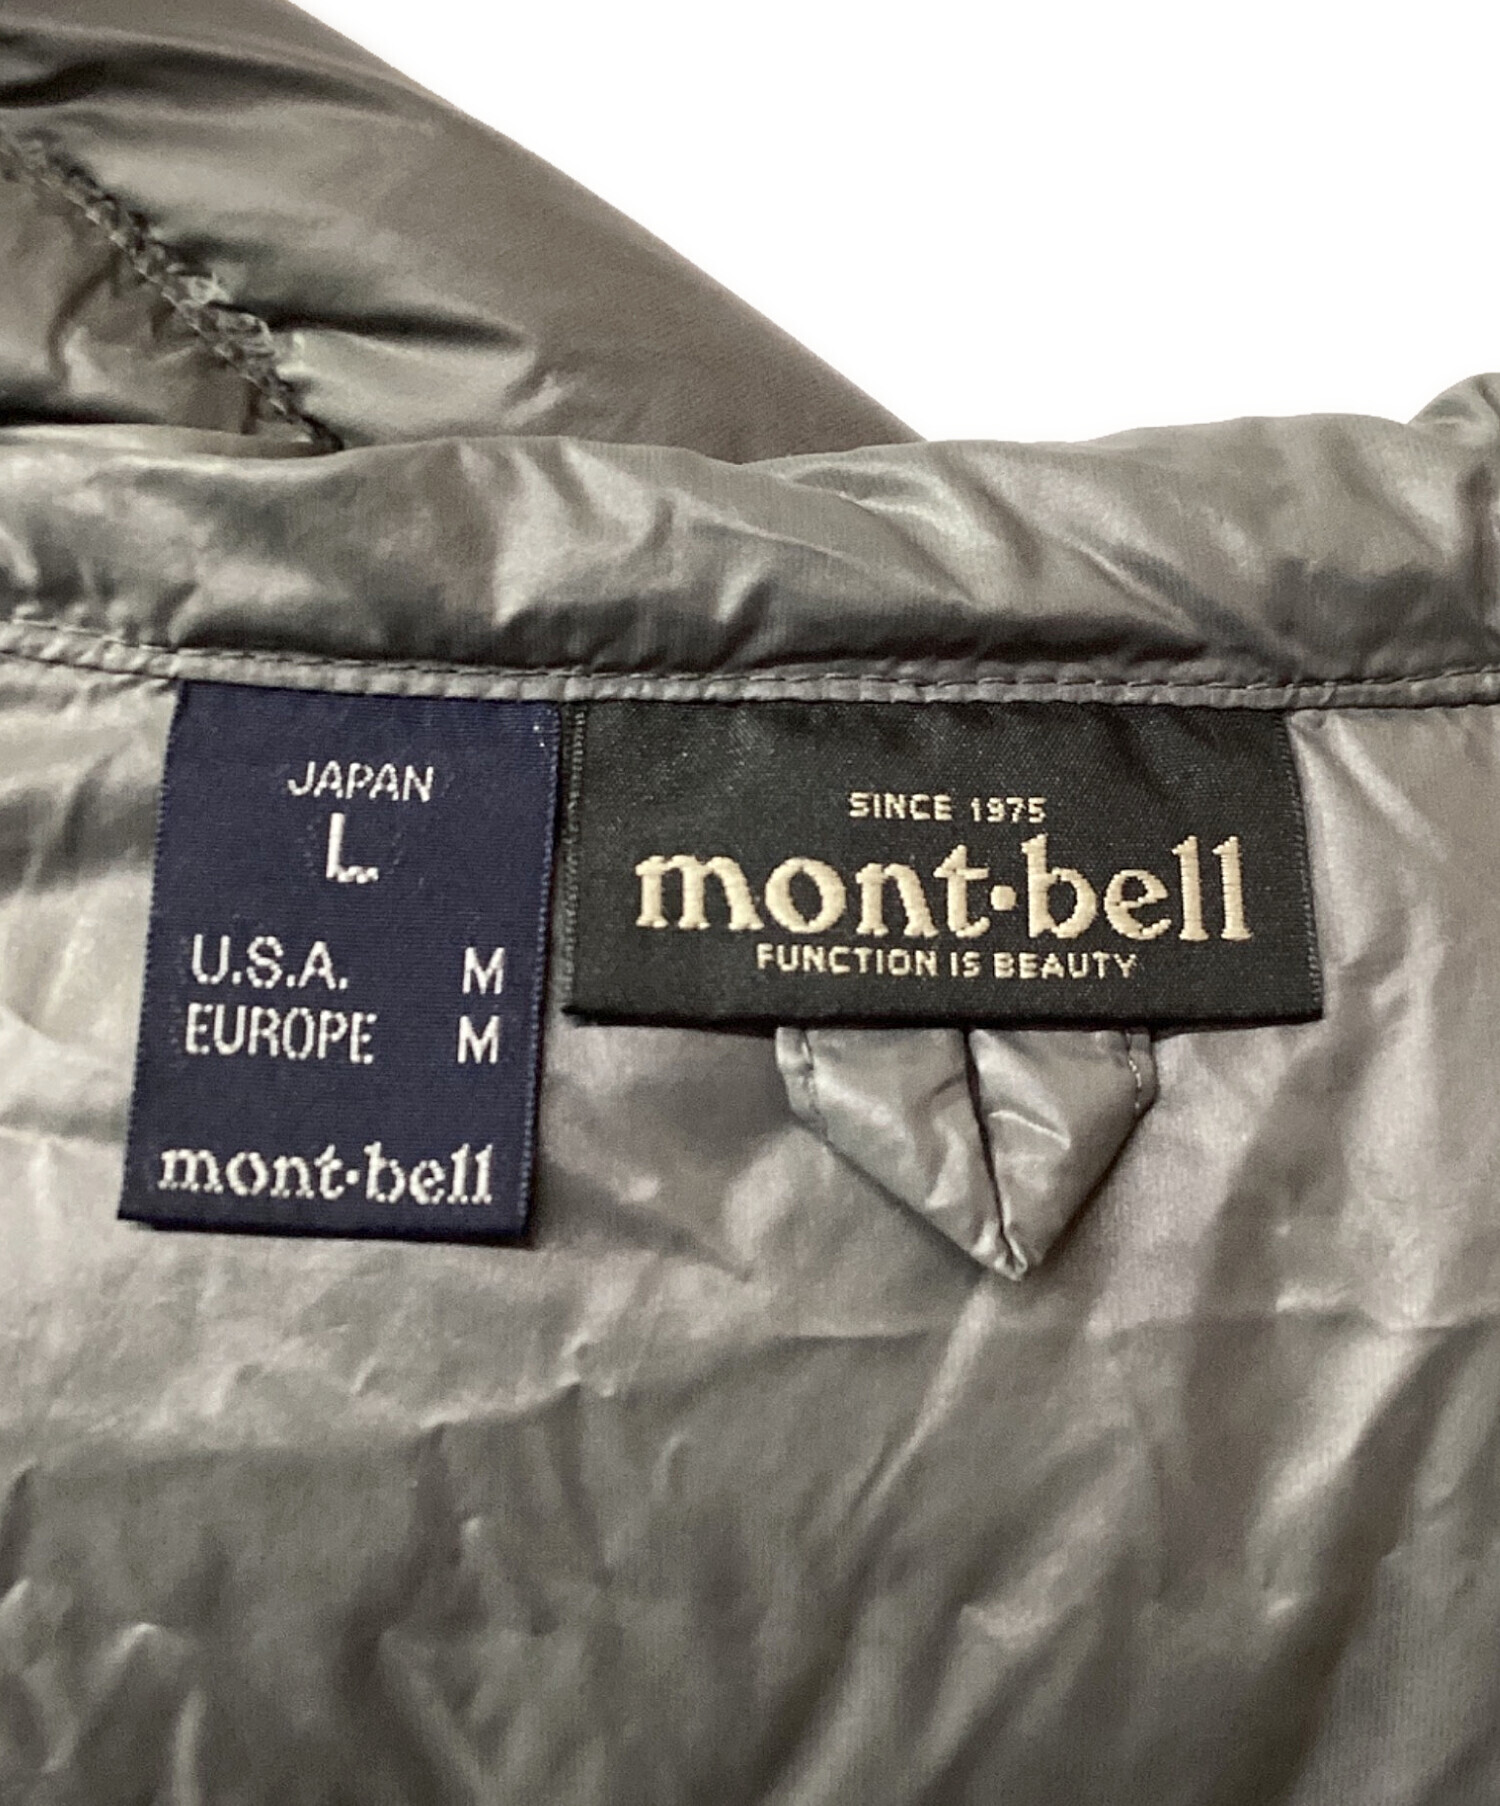 JAPAN
L
U.S.A. M
EUROPE M
mont·bell
SINCE 1975
mont·bell
FUNCTION IS BEAUTY